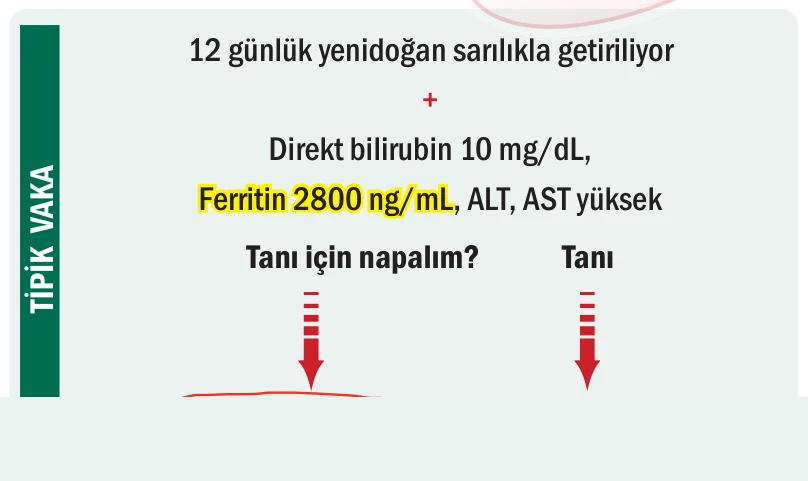 TİPİK VAKA
12 günlük yenidoğan sarılıkla getiriliyor
+
Direkt bilirubin 10 mg/dL,
Ferritin 2800 ng/mL, ALT, AST yüksek
Tanı için napalım? Tanı